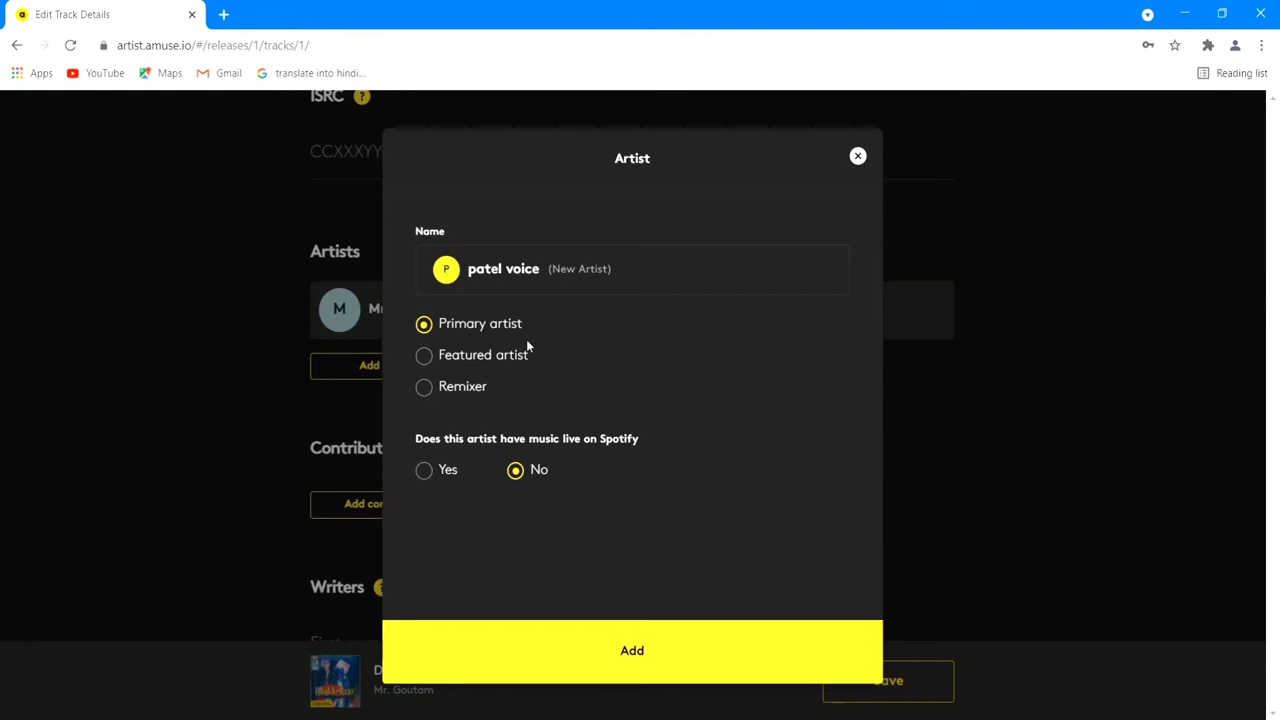 a Edit Track Details
artist.amuse.io/#/releases/1/tracks/1/
Apps YouTube Maps Gmail translate into hindi... Reading list
ISRC ?
CCXXXYY
Artist
Name
P patel voice (New Artist)
Artists
M
Primary artist
Featured artist
Remixer
Add
Does this artist have music live on Spotify
Yes No
Writers
Add
Mr. Goutam